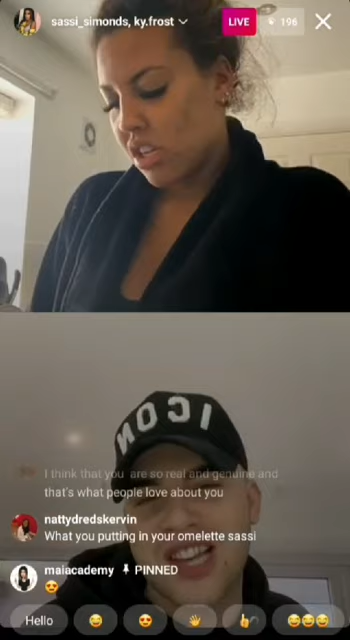 sassi_simonds, ky.frost
LIVE
196
ICON
I think that you are so real and genuine and
that's what people love about you
nattydredskervin
What you putting in your omelette sassi
maiacademy PINNED
😍
Hello 😂 😍 👋 👍 😂😂😂